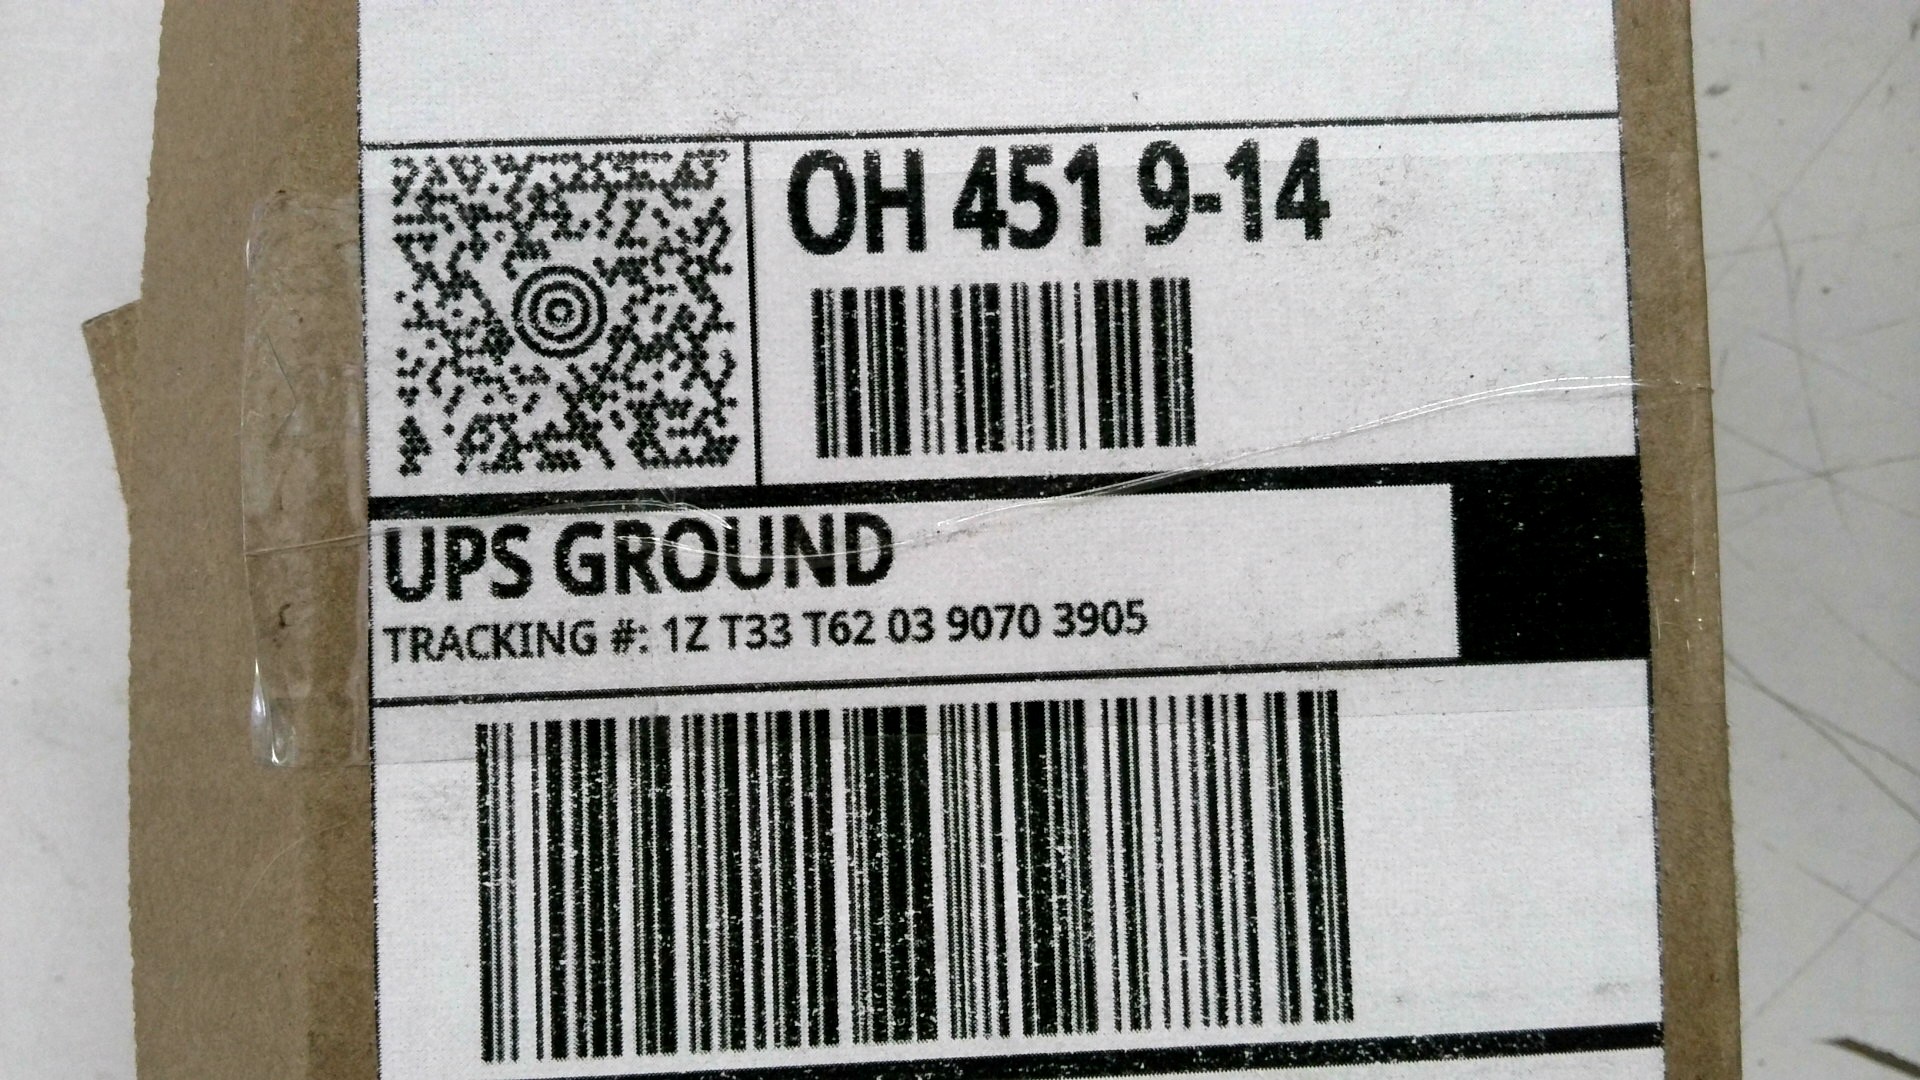 OH 451 9-14
UPS GROUND
TRACKING #: 1Z T33 T62 03 9070 3905